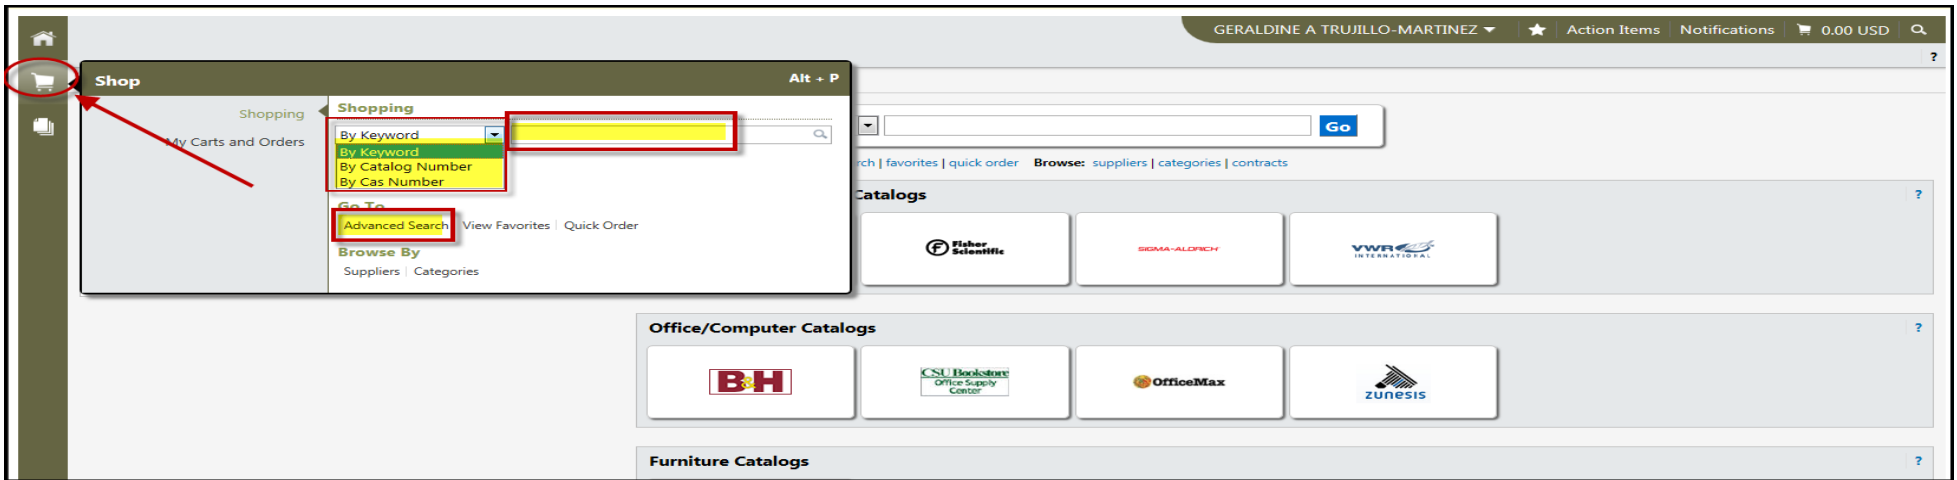 GERALDINE A TRUJILLO-MARTINEZ Action Items Notifications 0.00 USD
?
Shop Alt + P
Shopping
My Carts and Orders
Shopping
By Keyword
By Keyword
By Catalog Number
By Cas Number
Go To
Advanced Search | View Favorites | Quick Order
Browse By
Suppliers | Categories
Go
| favorites | quick order Browse: suppliers | categories | contracts
Catalogs ?
Fisher
Scientific
SIGMA-ALDRICH
VWR
INTERNATIONAL
Office/Computer Catalogs ?
B&H
CSU Bookstore
Office Supply
Center
OfficeMax
zunesis
Furniture Catalogs ?